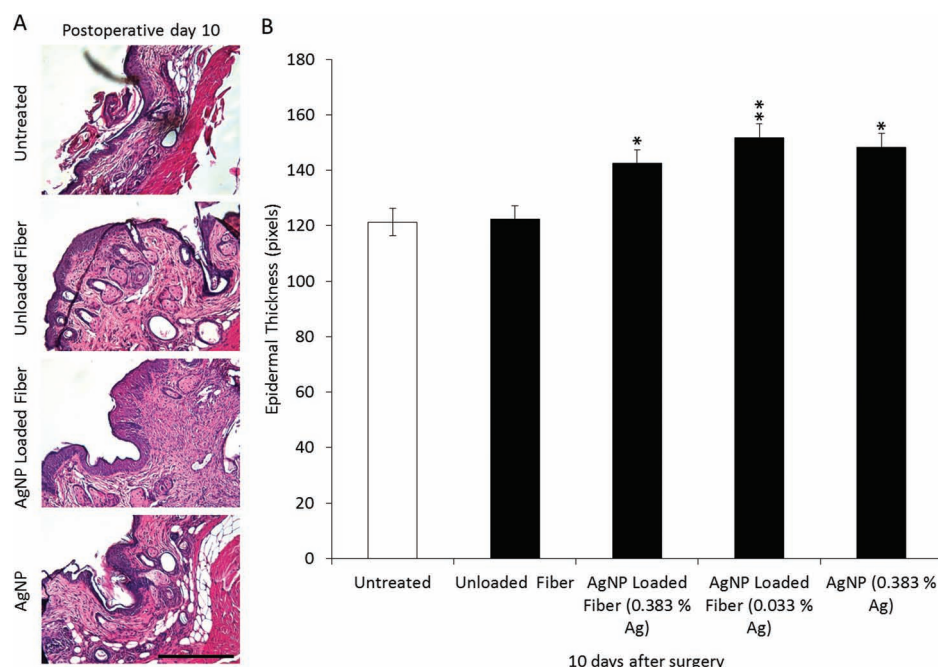 A
Postoperative day 10
Untreated
Unloaded Fiber
AgNP Loaded Fiber
AgNP
B
Epidermal Thickness (pixels)
180
160
140
120
100
80
60
40
20
0
*
**
*
Untreated
Unloaded Fiber
AgNP Loaded
Fiber (0.383 %
Ag)
AgNP Loaded
Fiber (0.033 %
Ag)
AgNP (0.383 %
Ag)
10 days after surgery